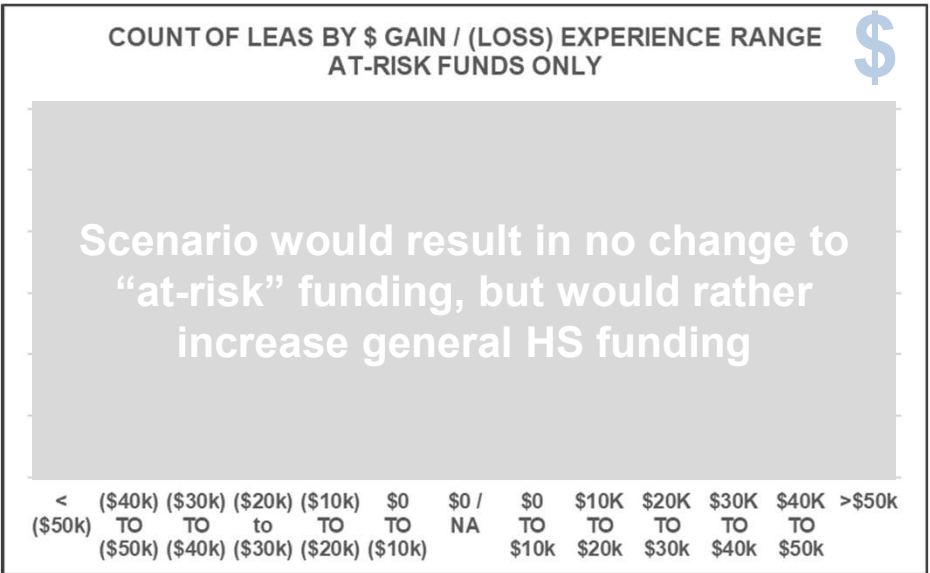 COUNT OF LEAS BY $ GAIN / (LOSS) EXPERIENCE RANGE
AT-RISK FUNDS ONLY
$
Scenario would result in no change to
“at-risk” funding, but would rather
increase general HS funding
< ($40k) ($30k) ($20k) ($10k) $0 $0 / $0 $10K $20K $30K $40K >$50k
($50k) TO TO to TO TO NA TO TO TO TO TO
($50k) ($40k) ($30k) ($20k) ($10k) $10k $20k $30k $40k $50k